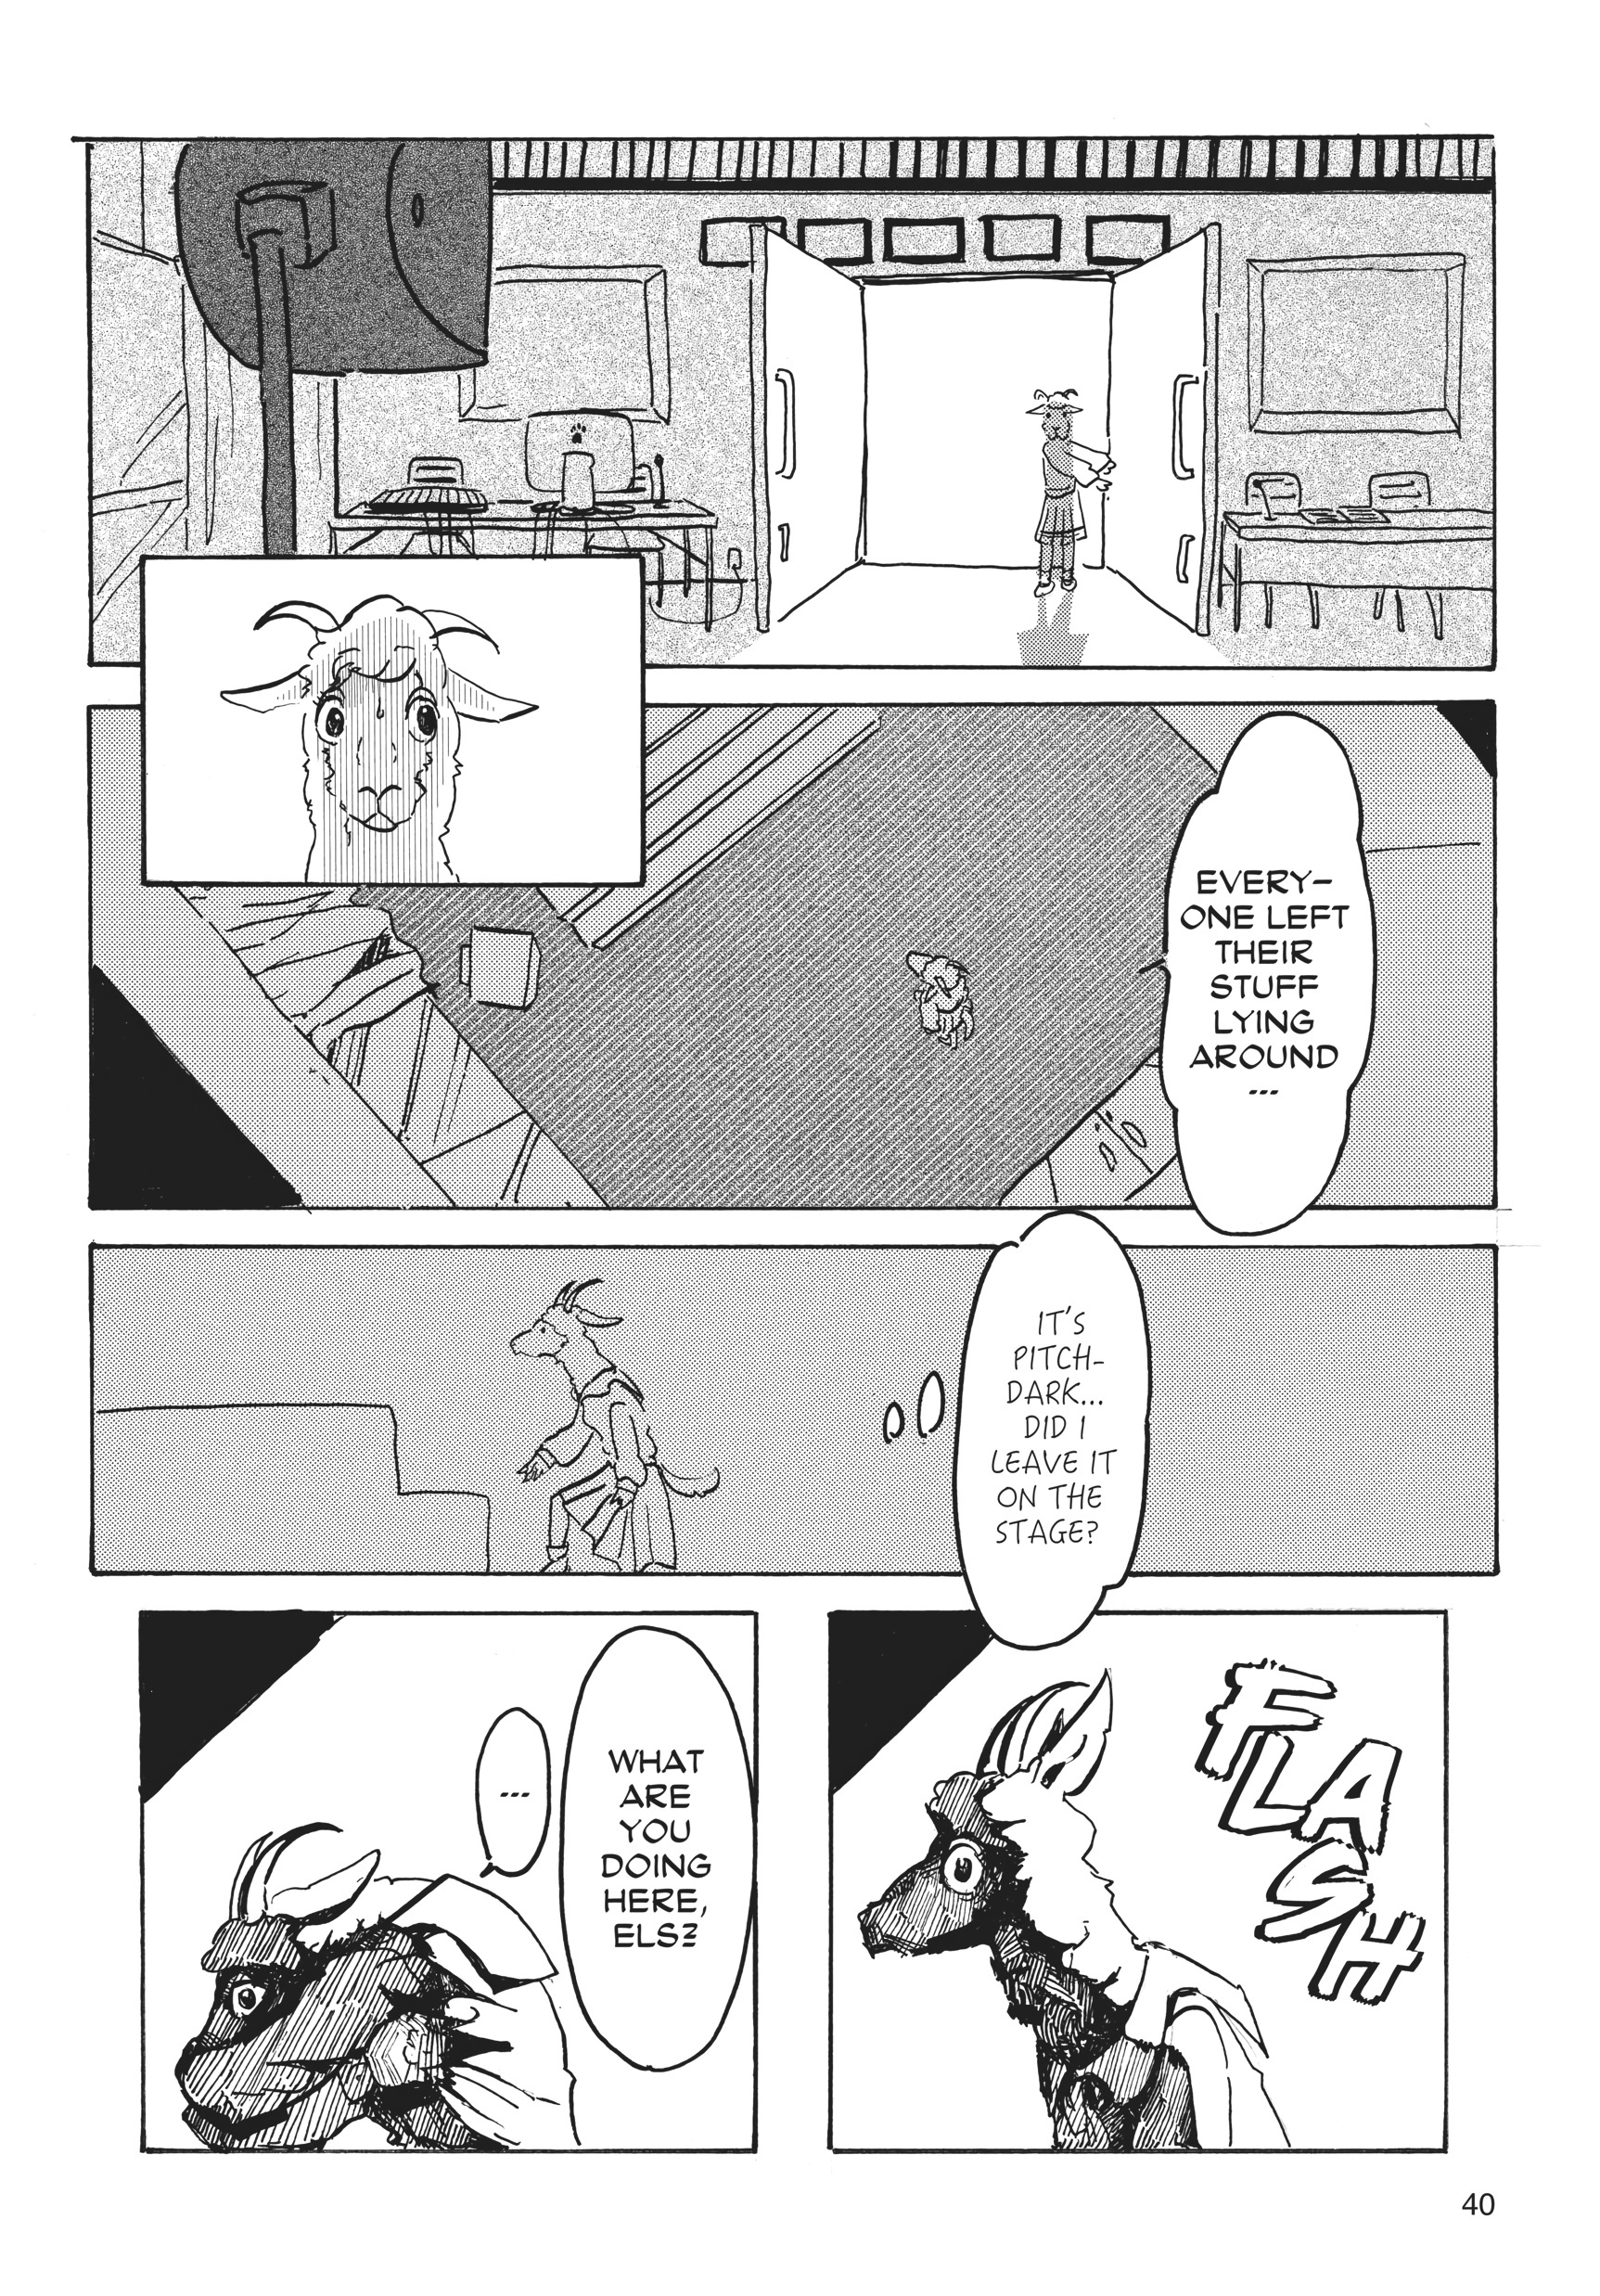 EVERY-
ONE LEFT
THEIR
STUFF
LYING
AROUND
...
IT'S
PITCH-
DARK...
DID I
LEAVE IT
ON THE
STAGE?
FLASH
WHAT
ARE
YOU
DOING
HERE,
ELS?
...
40